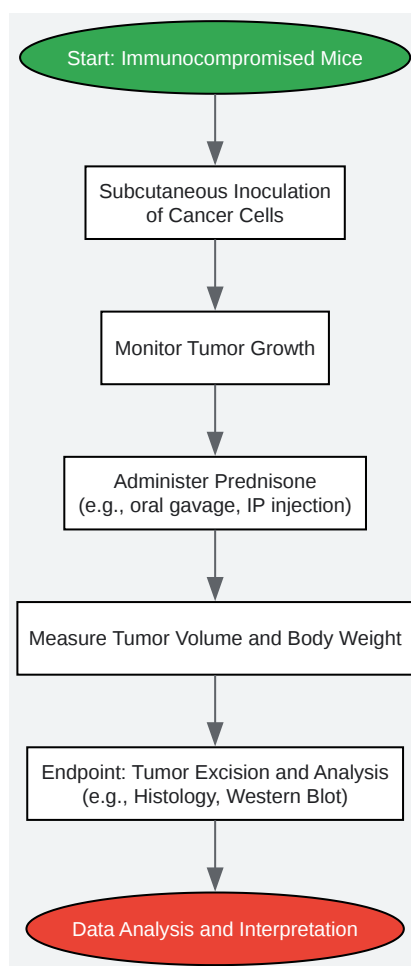 Start: Immunocompromised Mice
Subcutaneous Inoculation
of Cancer Cells
Monitor Tumor Growth
Administer Prednisone
(e.g., oral gavage, IP injection)
Measure Tumor Volume and Body Weight
Endpoint: Tumor Excision and Analysis
(e.g., Histology, Western Blot)
Data Analysis and Interpretation